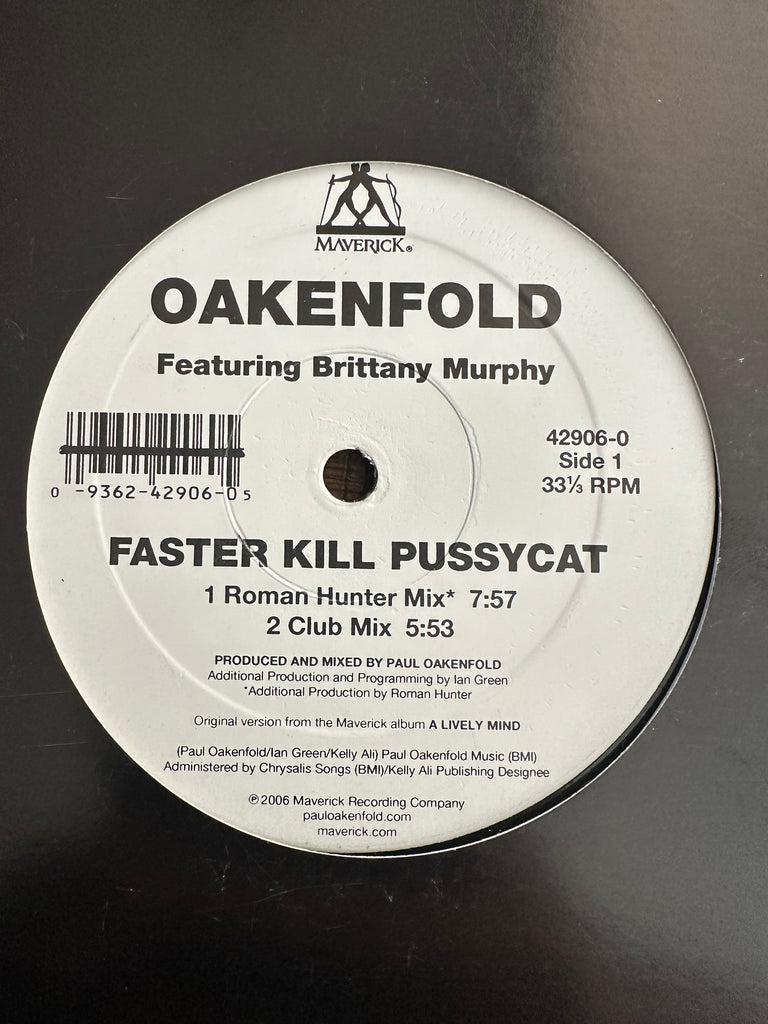 MAVERICK®
OAKENFOLD
Featuring Brittany Murphy
0 -9362-42906-0 5
42906-0
Side 1
33⅓ RPM
FASTER KILL PUSSYCAT
1 Roman Hunter Mix* 7:57
2 Club Mix 5:53
PRODUCED AND MIXED BY PAUL OAKENFOLD
Additional Production and Programming by Ian Green
*Additional Production by Roman Hunter
Original version from the Maverick album A LIVELY MIND
(Paul Oakenfold/Ian Green/Kelly Ali) Paul Oakenfold Music (BMI)
Administered by Chrysalis Songs (BMI)/Kelly Ali Publishing Designee
℗2006 Maverick Recording Company
pauloakenfold.com
maverick.com